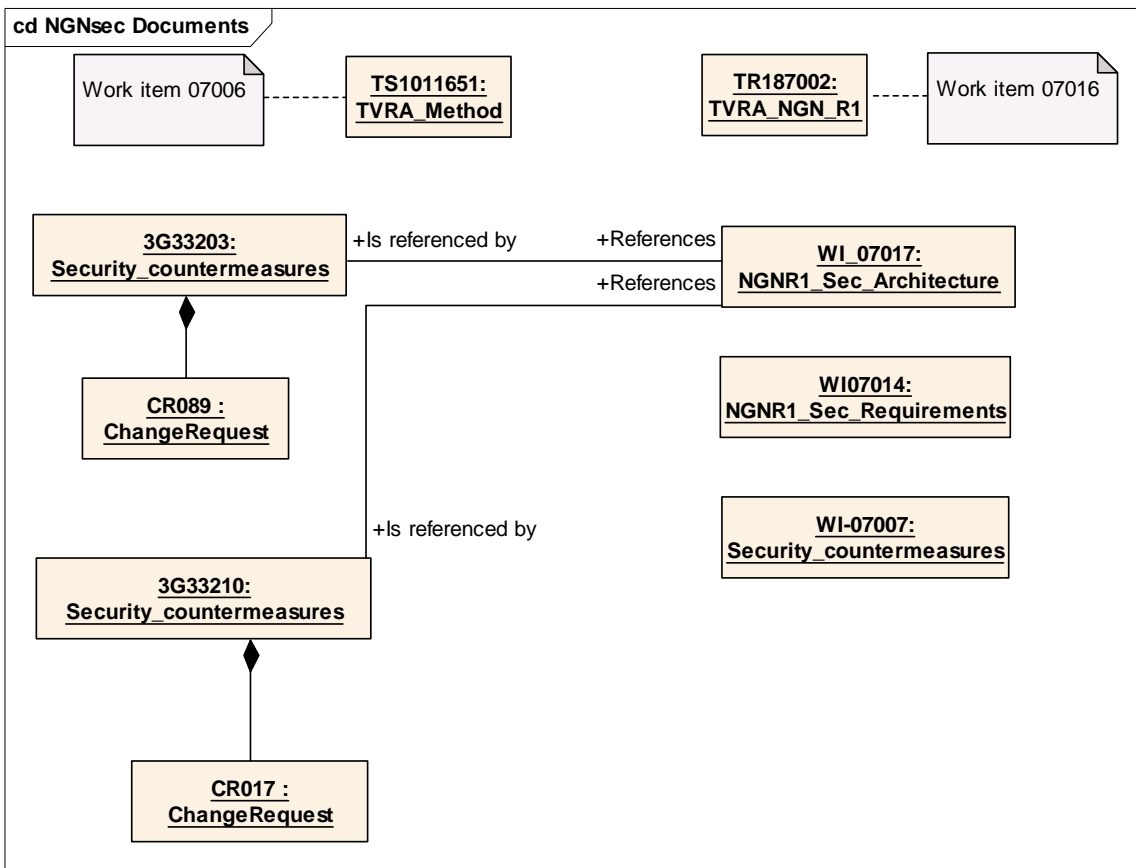 cd NGNsec Documents
Work item 07006
TS1011651:
TVRA_Method
TR187002:
TVRA_NGN_R1
Work item 07016
3G33203:
Security_countermeasures
+Is referenced by
+References
WI_07017:
NGNR1_Sec_Architecture
+References
CR089 :
ChangeRequest
WI07014:
NGNR1_Sec_Requirements
WI-07007:
Security_countermeasures
+Is referenced by
3G33210:
Security_countermeasures
CR017 :
ChangeRequest